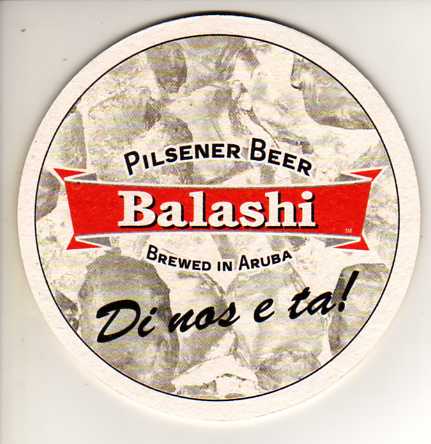 PILSENER BEER
Balashi
TM
BREWED IN ARUBA
Di nos e ta!